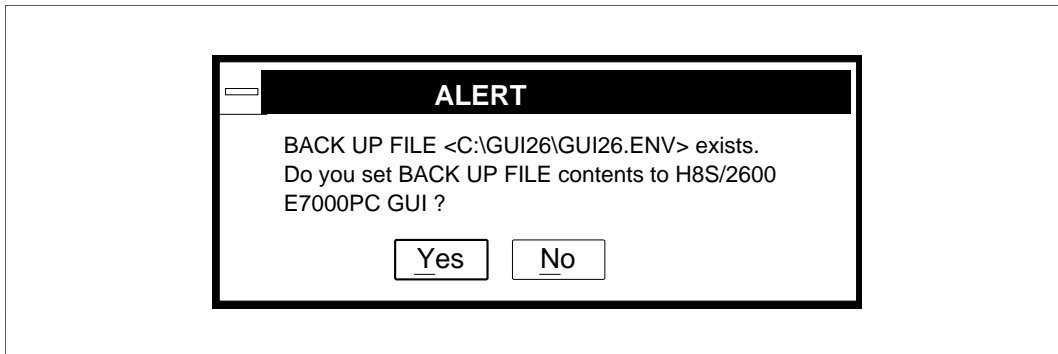 ALERT
BACK UP FILE <C:\GUI26\GUI26.ENV> exists.
Do you set BACK UP FILE contents to H8S/2600
E7000PC GUI ?
Yes No